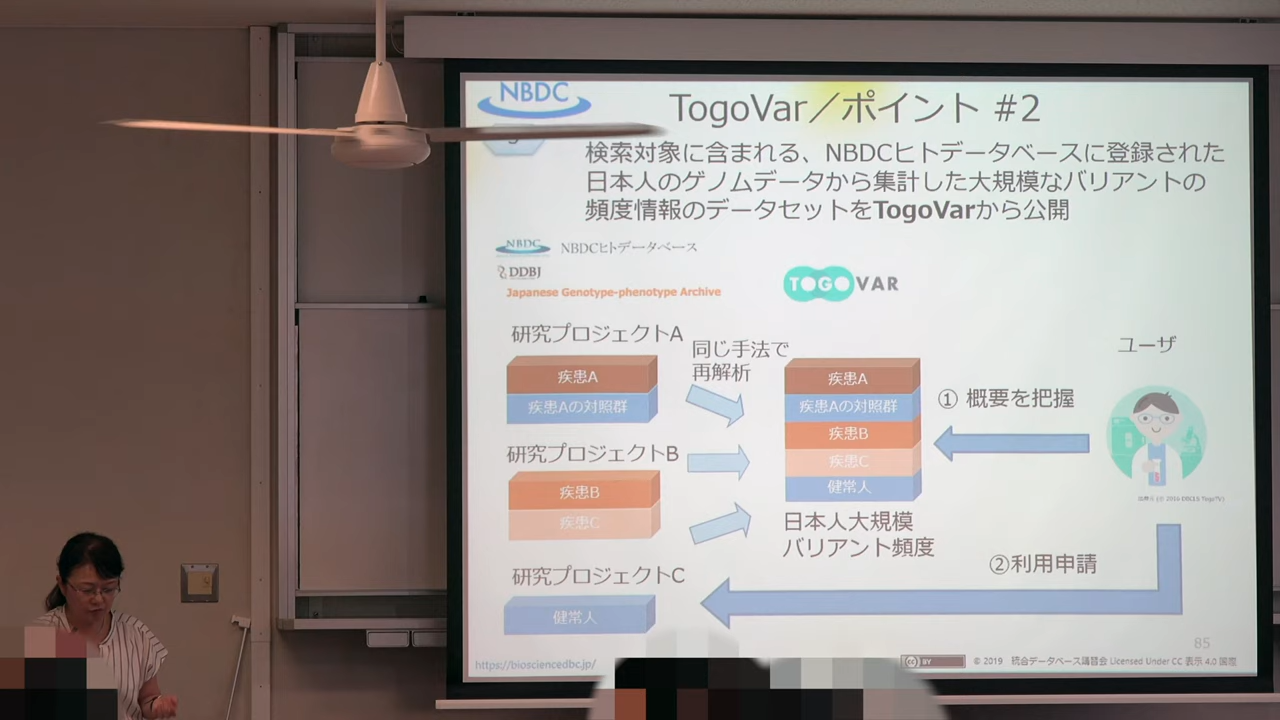 NBDC
TogoVar／ポイント #2
検索対象に含まれる、NBDCヒトデータベースに登録された
日本人のゲノムデータから集計した大規模なバリアントの
頻度情報のデータセットをTogoVarから公開
NBDC NBDCヒトデータベース
DDBJ
Japanese Genotype-phenotype Archive
TOGO VAR
研究プロジェクトA
疾患A
疾患Aの対照群
同じ手法で
再解析
研究プロジェクトB
疾患B
疾患C
研究プロジェクトC
健常人
疾患A
疾患Aの対照群
疾患B
疾患C
健常人
日本人大規模
バリアント頻度
ユーザ
① 概要を把握
②利用申請
85
https://biosciencedbc.jp/
CC BY
© 2019 統合データベース講習会 Licensed Under CC 表示 4.0 国際